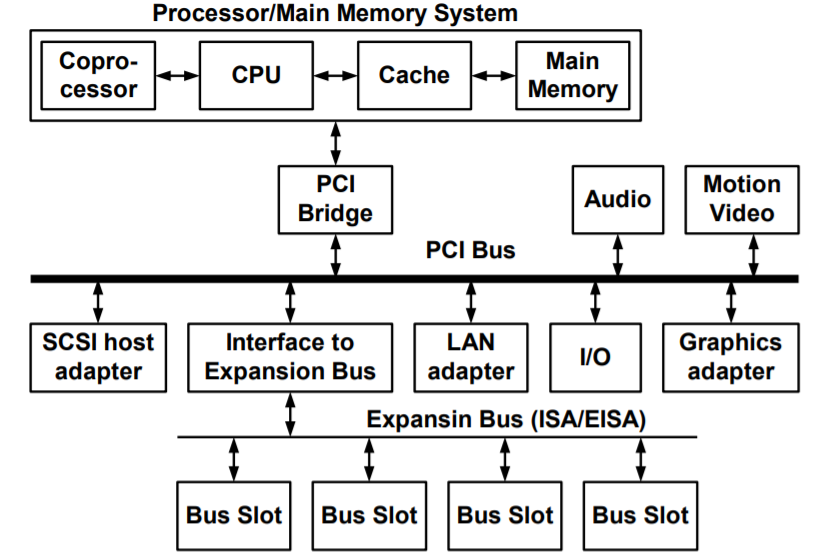 Processor/Main Memory System
Copro-
cessor
CPU
Cache
Main
Memory
PCI
Bridge
Audio
Motion
Video
PCI Bus
SCSI host
adapter
Interface to
Expansion Bus
LAN
adapter
I/O
Graphics
adapter
Expansin Bus (ISA/EISA)
Bus Slot
Bus Slot
Bus Slot
Bus Slot